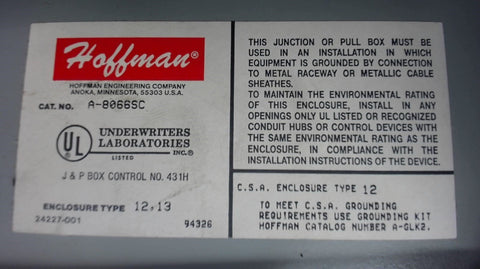 Hoffman®
HOFFMAN ENGINEERING COMPANY
ANOKA, MINNESOTA, 55303 U.S.A.
CAT. NO. A-8066SC
UL
LISTED
UNDERWRITERS
LABORATORIES
INC.®
J & P BOX CONTROL NO. 431H
ENCLOSURE TYPE 12,13
24227-001 94326
THIS JUNCTION OR PULL BOX MUST BE
USED IN AN INSTALLATION IN WHICH
EQUIPMENT IS GROUNDED BY CONNECTION
TO METAL RACEWAY OR METALLIC CABLE
SHEATHES.
TO MAINTAIN THE ENVIRONMENTAL RATING
OF THIS ENCLOSURE, INSTALL IN ANY
OPENINGS ONLY UL LISTED OR RECOGNIZED
CONDUIT HUBS OR CONTROL DEVICES WITH
THE SAME ENVIRONMENTAL RATING AS THE
ENCLOSURE, IN COMPLIANCE WITH THE
INSTALLATION INSTRUCTIONS OF THE DEVICE.
C.S.A. ENCLOSURE TYPE 12
TO MEET C.S.A. GROUNDING
REQUIREMENTS USE GROUNDING KIT
HOFFMAN CATALOG NUMBER A-GLK2.